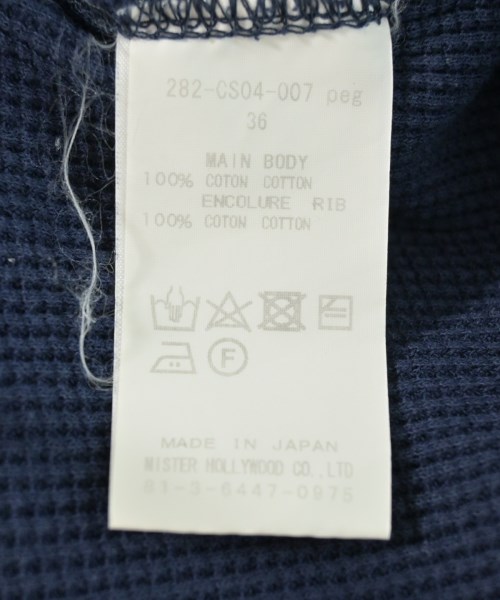 282-CS04-007 peg
36
MAIN BODY
100% COTON COTTON
ENCOLURE RIB
100% COTON COTTON
F
MADE IN JAPAN
MISTER HOLLYWOOD CO.,LTD
81-3-6447-0975